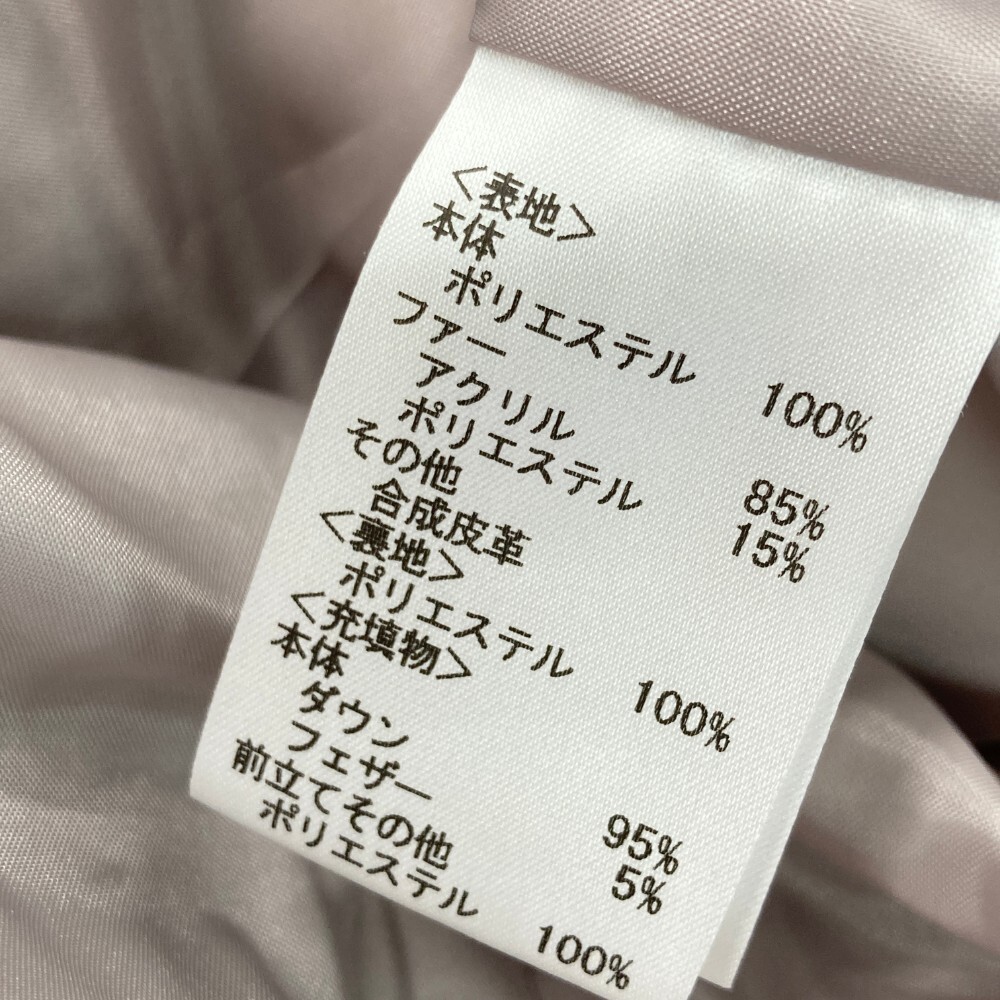 <表地>
本体
ポリエステル 100%
ファー
アクリル 85%
ポリエステル 15%
その他
合成皮革
<裏地>
ポリエステル 100%
<充填物>
本体
ダウン 95%
フェザー 5%
前立てその他
ポリエステル 100%